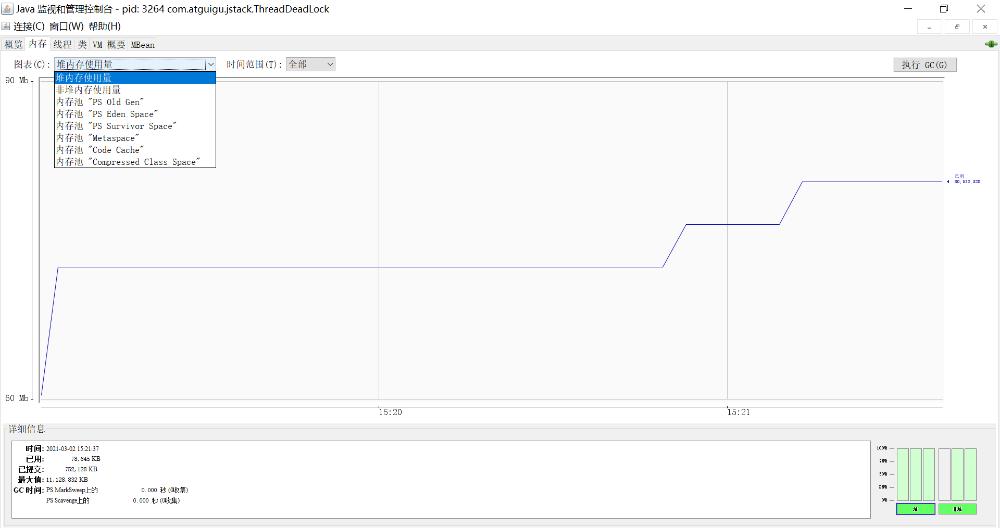 Java 监视和管理控制台 - pid: 3264 com.atguigu.jstack.ThreadDeadLock
连接(C) 窗口(W) 帮助(H)
概览 内存 线程 类 VM 概要 MBean
图表(C): 堆内存使用量 时间范围(T): 全部 执行 GC(G)
堆内存使用量
非堆内存使用量
内存池 "PS Old Gen"
内存池 "PS Eden Space"
内存池 "PS Survivor Space"
内存池 "Metaspace"
内存池 "Code Cache"
内存池 "Compressed Class Space"
90 Mb
已用
80,532,528
60 Mb
15:20 15:21
详细信息
时间: 2021-03-02 15:21:37
已用: 78,645 KB
已提交: 752,128 KB
最大值: 11,128,832 KB
GC 时间: PS MarkSweep上的 0.000 秒 (0收集)
PS Scavenge上的 0.000 秒 (0收集)
100% --
75% --
50% --
25% --
0% --
堆 非堆